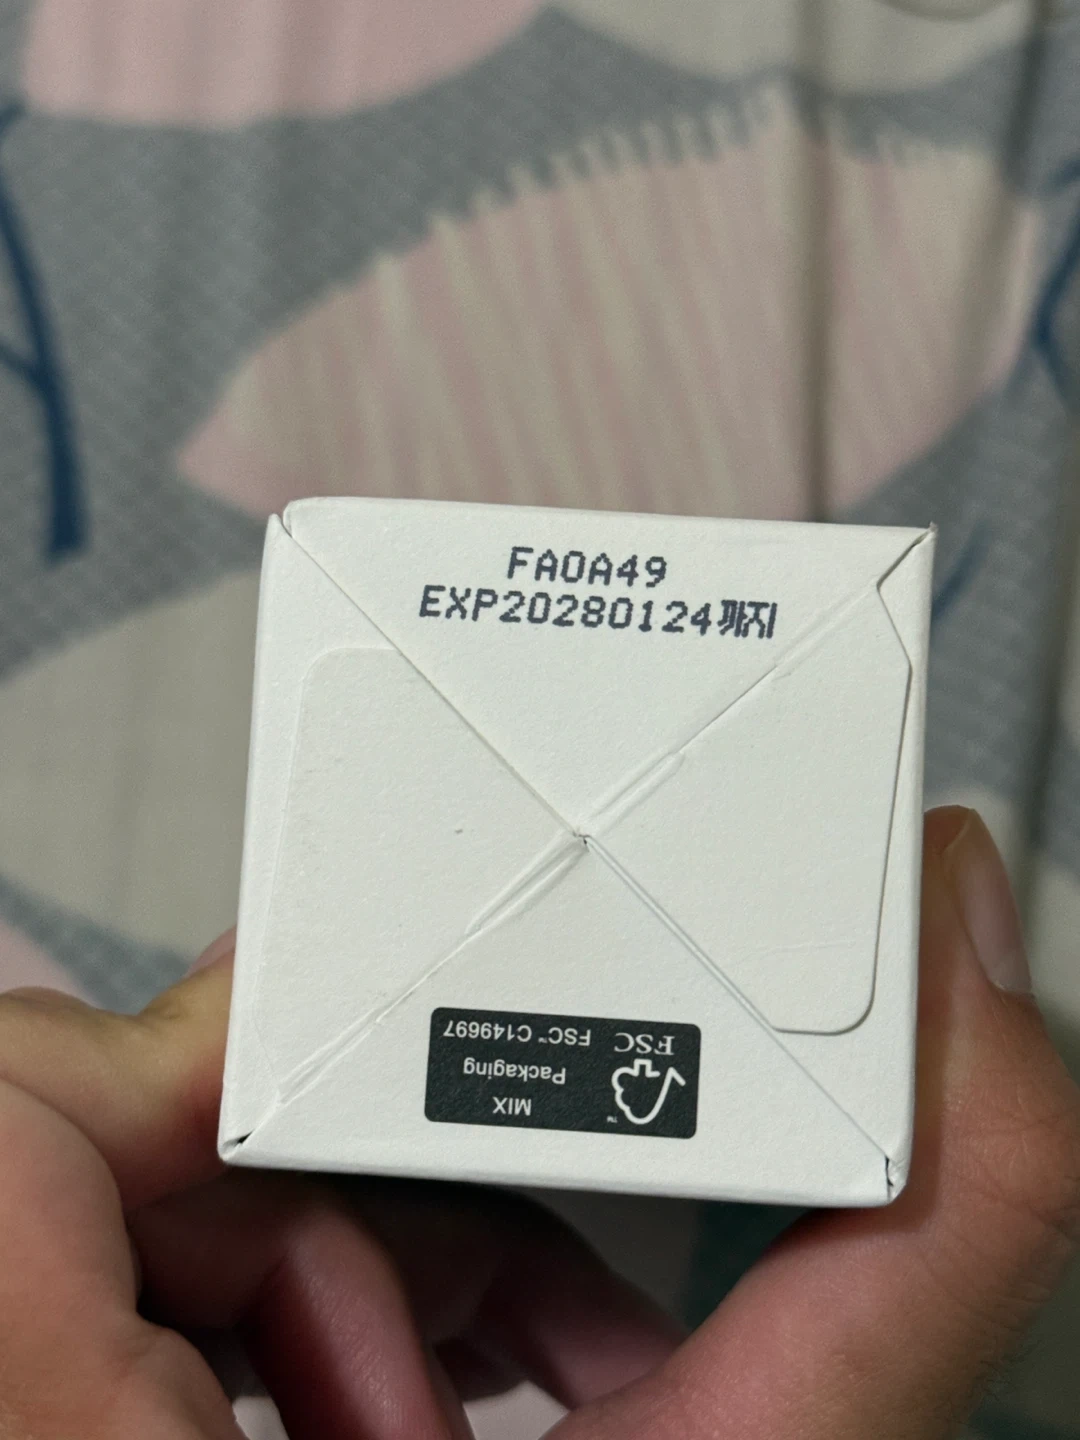 FA0A49
EXP20280124까지
FSC
MIX
Packaging
FSC™ C149697